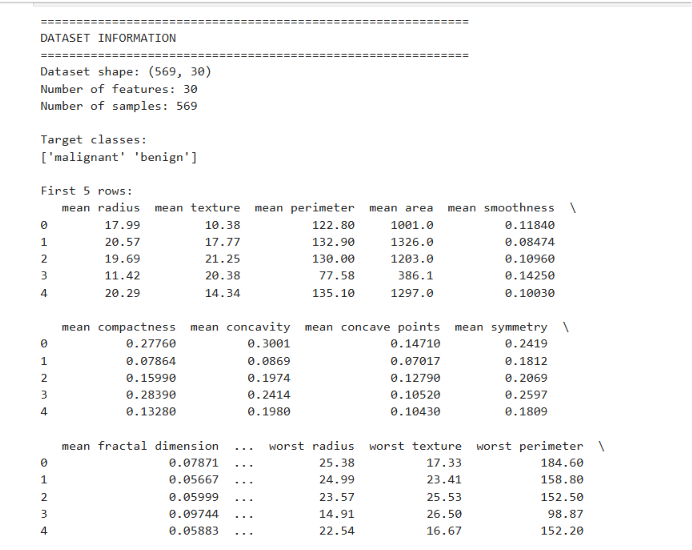 ============================================================
DATASET INFORMATION
============================================================
Dataset shape: (569, 30)
Number of features: 30
Number of samples: 569

Target classes:
['malignant' 'benign']

First 5 rows:
   mean radius  mean texture  mean perimeter  mean area  mean smoothness  \
0        17.99         10.38          122.80     1001.0          0.11840
1        20.57         17.77          132.90     1326.0          0.08474
2        19.69         21.25          130.00     1203.0          0.10960
3        11.42         20.38           77.58      386.1          0.14250
4        20.29         14.34          135.10     1297.0          0.10030

   mean compactness  mean concavity  mean concave points  mean symmetry  \
0           0.27760          0.3001              0.14710         0.2419
1           0.07864          0.0869              0.07017         0.1812
2           0.15990          0.1974              0.12790         0.2069
3           0.28390          0.2414              0.10520         0.2597
4           0.13280          0.1980              0.10430         0.1809

   mean fractal dimension  ...  worst radius  worst texture  worst perimeter  \
0                 0.07871  ...         25.38          17.33           184.60
1                 0.05667  ...         24.99          23.41           158.80
2                 0.05999  ...         23.57          25.53           152.50
3                 0.09744  ...         14.91          26.50            98.87
4                 0.05883  ...         22.54          16.67           152.20